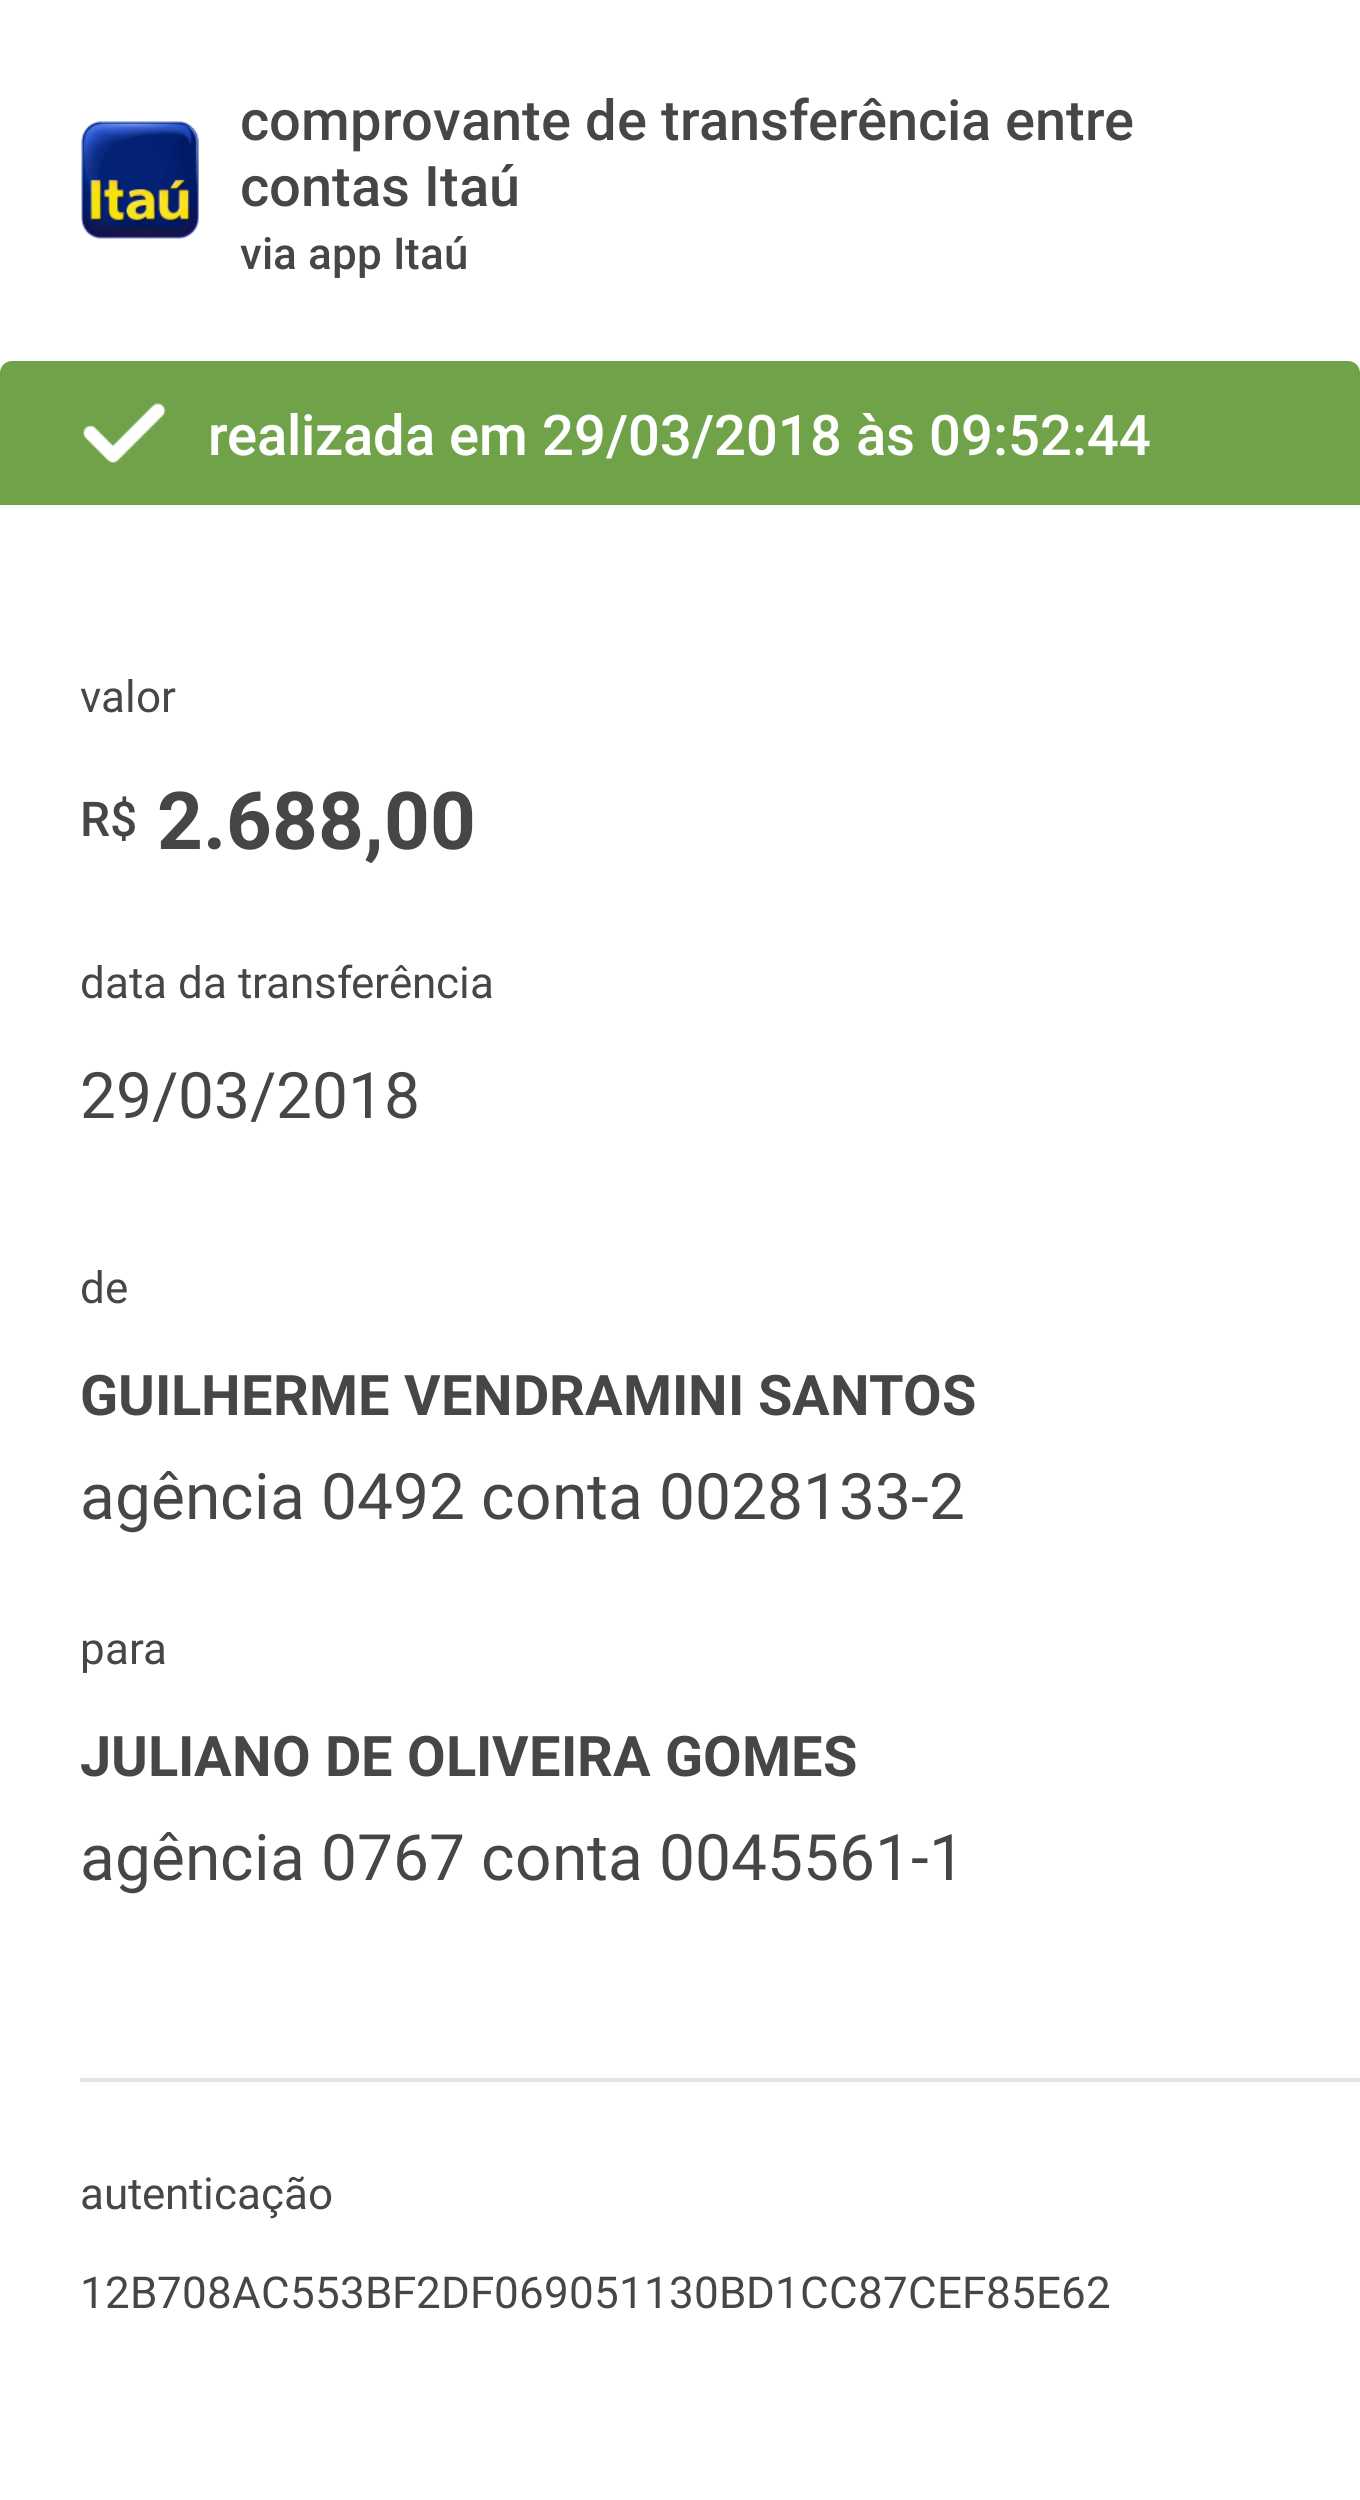 Itaú
comprovante de transferência entre
contas Itaú
via app Itaú
realizada em 29/03/2018 às 09:52:44
valor
R$ 2.688,00
data da transferência
29/03/2018
de
GUILHERME VENDRAMINI SANTOS
agência 0492 conta 0028133-2
para
JULIANO DE OLIVEIRA GOMES
agência 0767 conta 0045561-1
autenticação
12B708AC553BF2DF069051130BD1CC87CEF85E62